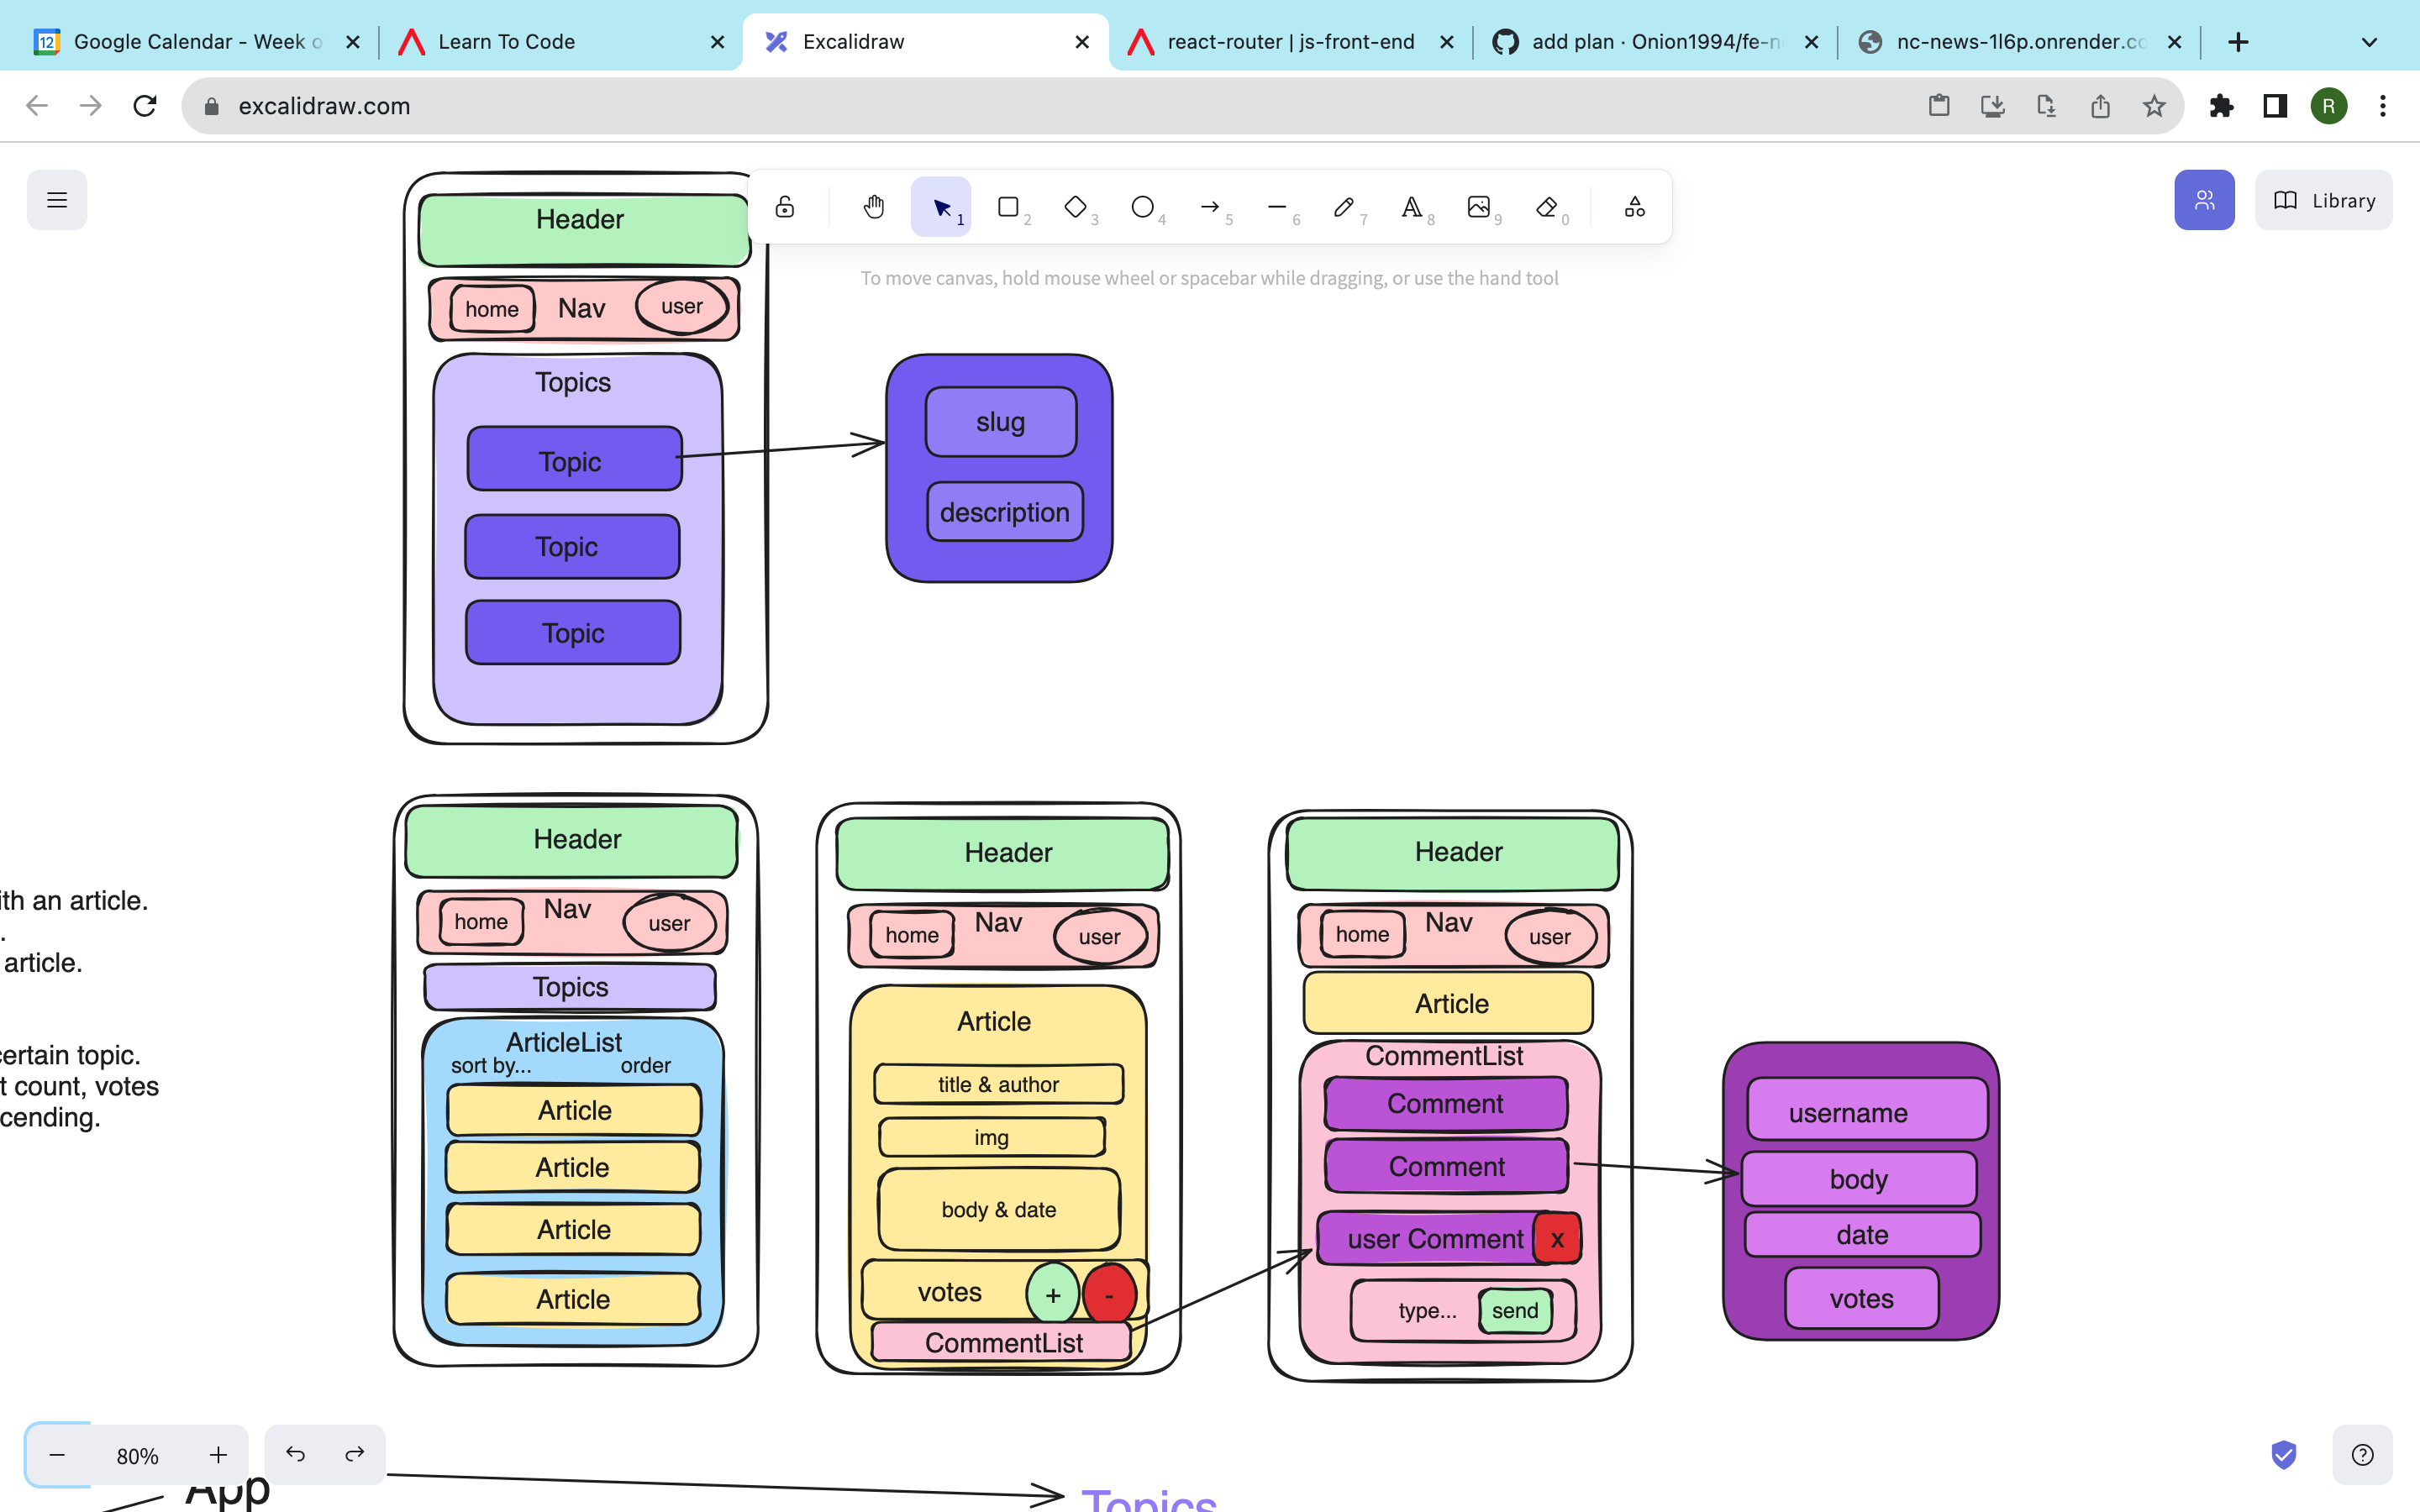 Google Calendar - Week o
Learn To Code
Excalidraw
react-router | js-front-end
add plan · Onion1994/fe-n
nc-news-1l6p.onrender.co
excalidraw.com
R
12
1
2
3
4
5
6
7
8
9
0
Library
To move canvas, hold mouse wheel or spacebar while dragging, or use the hand tool
Header
home Nav user
Topics
Topic
Topic
Topic
slug
description
ith an article.
.
article.
certain topic.
t count, votes
cending.
Header
home Nav user
Topics
ArticleList
sort by... order
Article
Article
Article
Article
Header
home Nav user
Article
title & author
img
body & date
votes + -
CommentList
Header
home Nav user
Article
CommentList
Comment
Comment
user Comment x
type... send
username
body
date
votes
80%
App
Topics